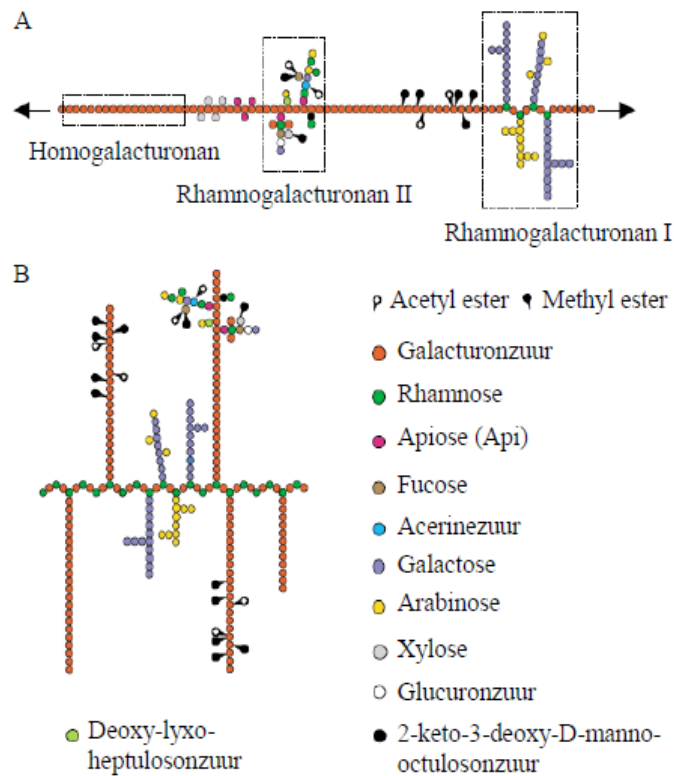 A
Homogalacturonan
Rhamnogalacturonan II
Rhamnogalacturonan I
B
Acetyl ester
Methyl ester
Galacturonzuur
Rhamnose
Apiose (Api)
Fucose
Acerinezuur
Galactose
Arabinose
Xylose
Glucuronzuur
2-keto-3-deoxy-D-manno-
octulosonzuur
Deoxy-lyxo-
heptulosonzuur